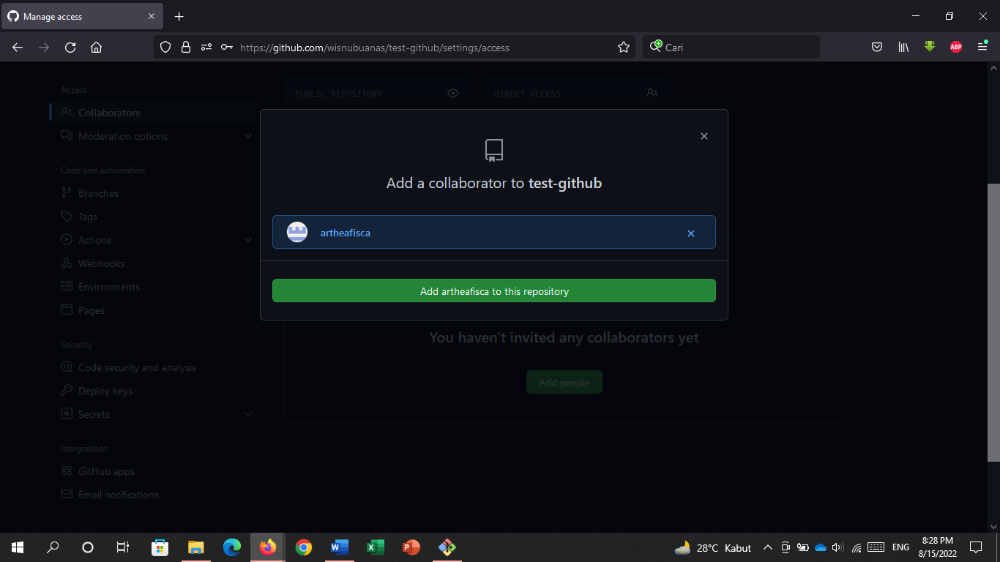 Manage access
https://github.com/wisnubuanas/test-github/settings/access
Cari
ABP
Access
Collaborators
Moderation options
Code and automation
Branches
Tags
Actions
Webhooks
Environments
Pages
Security
Code security and analysis
Deploy keys
Secrets
Integrations
GitHub apps
Email notifications
PUBLIC REPOSITORY
DIRECT ACCESS
Add a collaborator to test-github
artheafisca
Add artheafisca to this repository
You haven't invited any collaborators yet
Add people
28°C Kabut
ENG
8:28 PM
8/15/2022